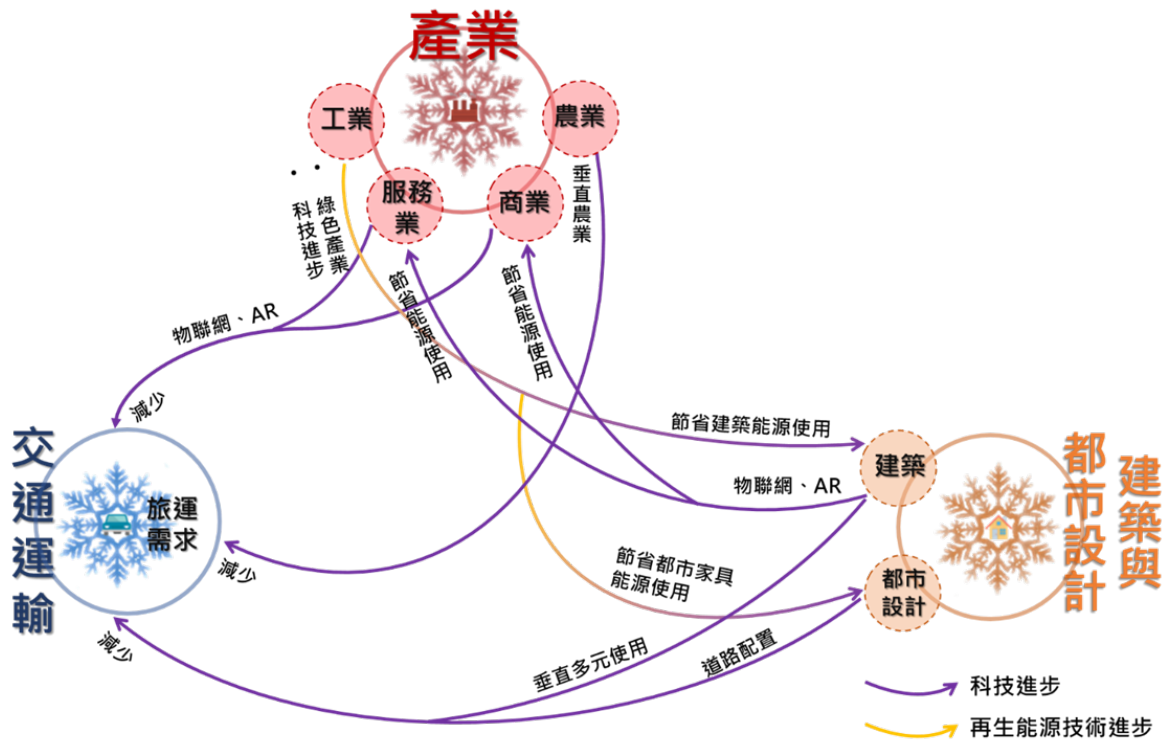 產業
工業
農業
服務
業
商業
垂直農業
綠色產業
科技進步
節省能源使用
節省能源使用
物聯網、AR
減少
節省建築能源使用
交通運輸
旅運
需求
建築
物聯網、AR
建築與
都市設計
減少
節省都市家具
能源使用
都市
設計
減少
垂直多元使用
道路配置
科技進步
再生能源技術進步